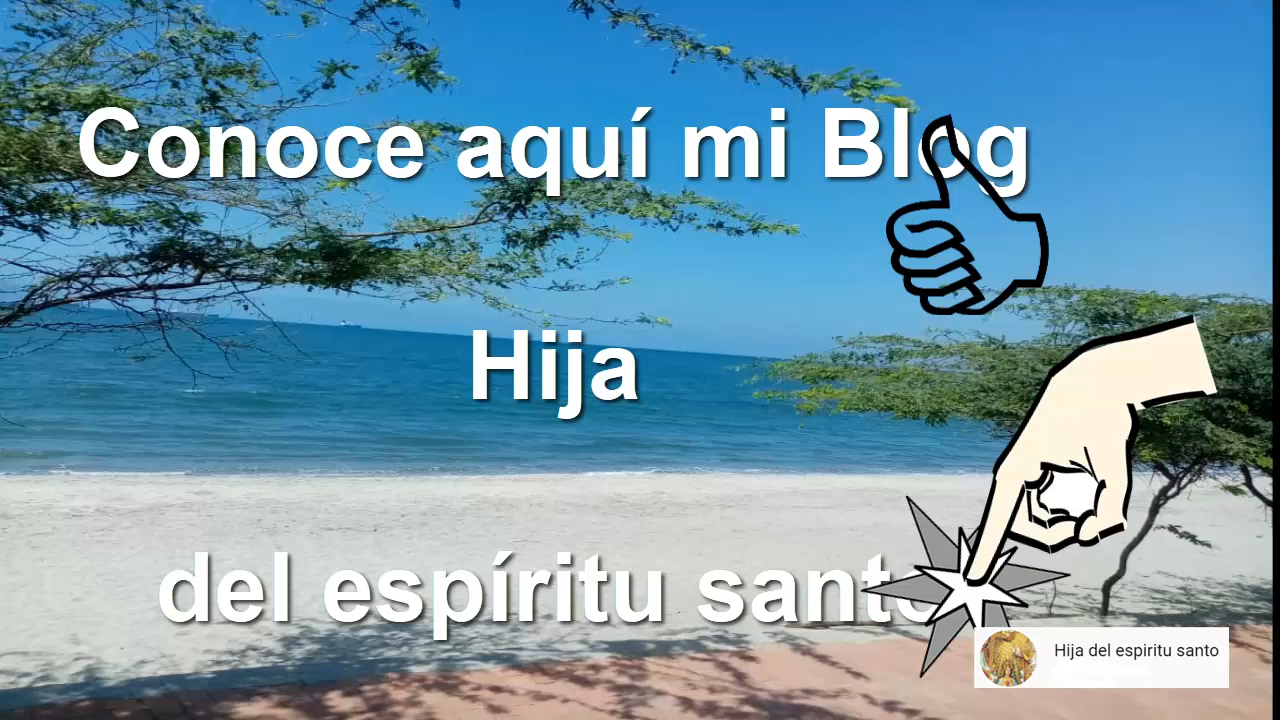 Conoce aquí mi Blog
Hija
del espíritu santo
Hija del espiritu santo